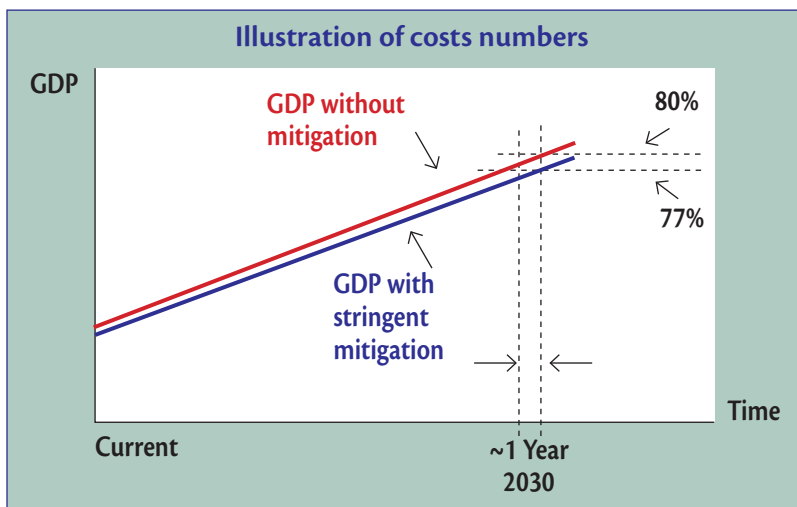 Illustration of costs numbers
GDP
80%
GDP without
mitigation
77%
GDP with
stringent
mitigation
Time
Current
~1 Year
2030